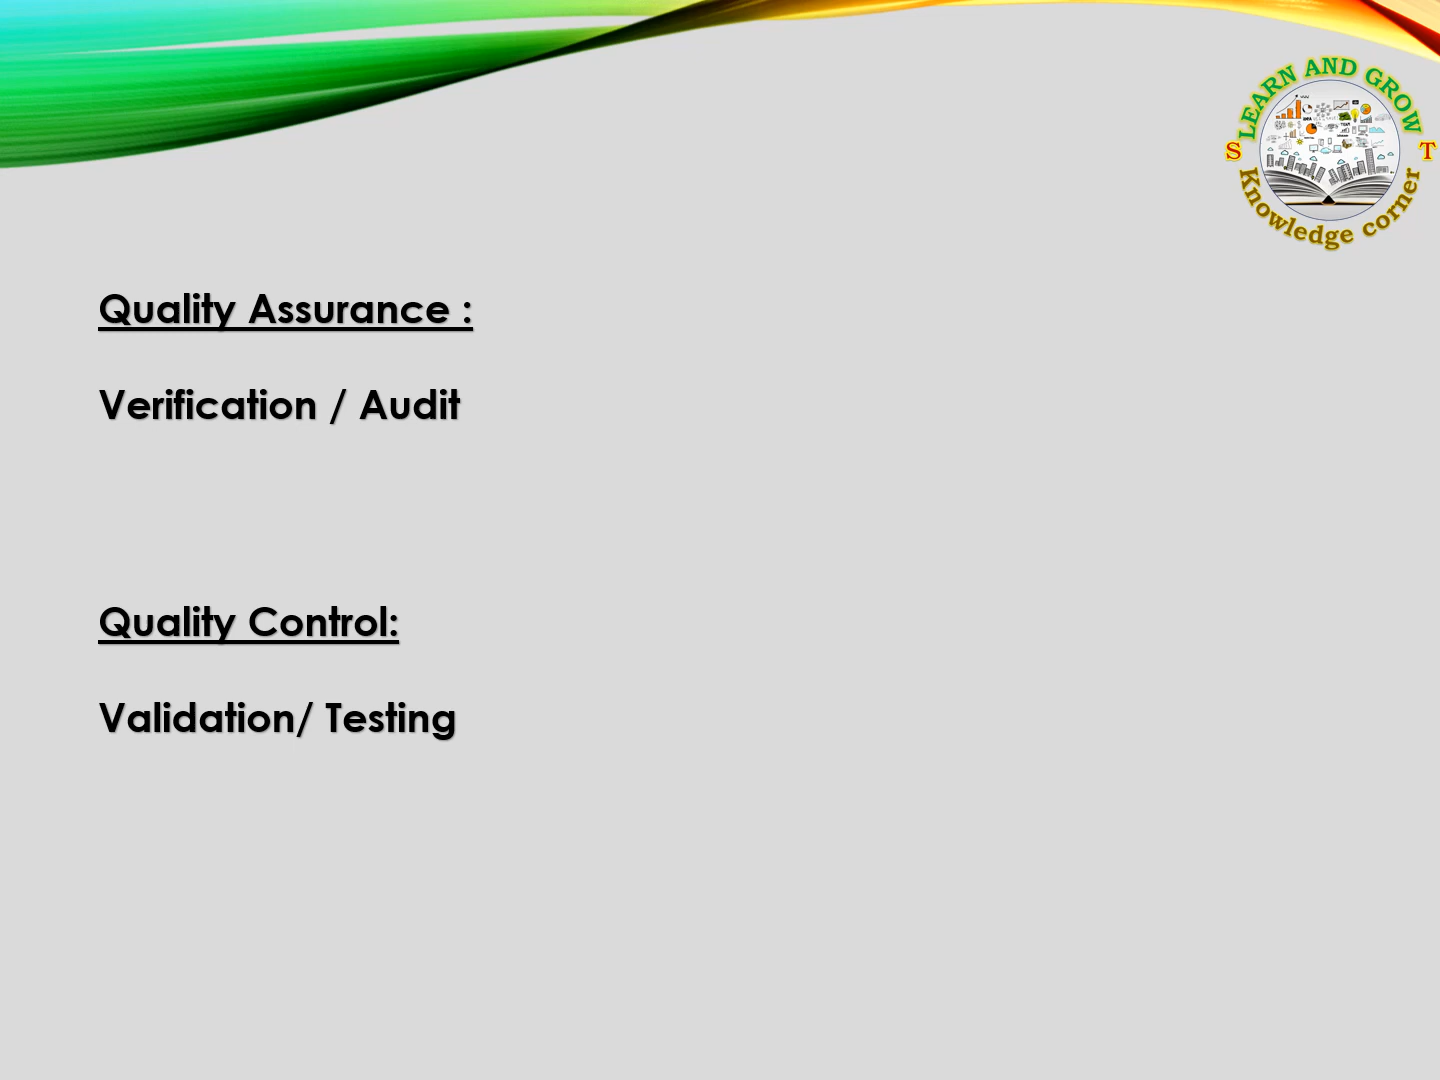 LEARN AND GROW
S T
Knowledge corner
Quality Assurance :
Verification / Audit
Quality Control:
Validation/ Testing